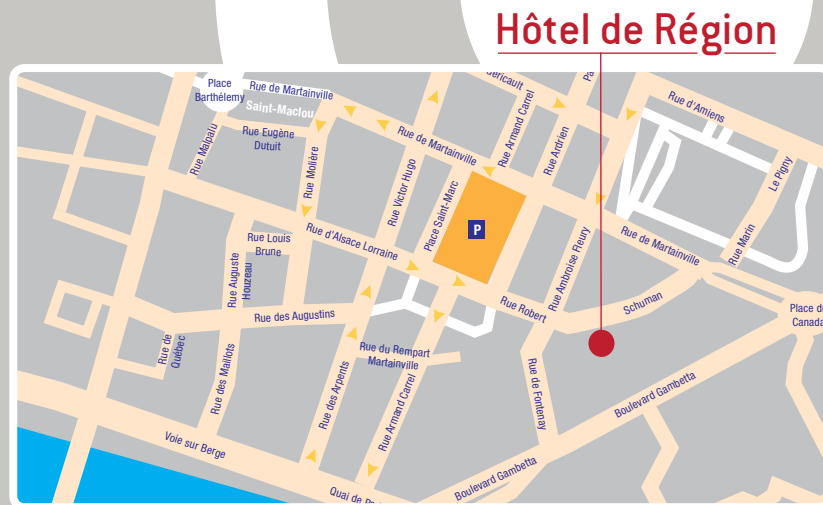 Hôtel de Région
Place
Barthélemy
Rue de Martainville
Saint-Maclou
Rue Eugène
Dutuit
Rue Malpalu
Rue Molière
Rue de Martainville
Rue Victor Hugo
Place Saint-Marc
Rue Armand Carrel
Rue Ardrien
Rue d'Amiens
Le Pigny
Rue Marin
Rue de Martainville
P
Rue d'Alsace Lorraine
Rue Louis
Brune
Rue Auguste
Houzeau
Rue des Augustins
Rue Ambroise Fleury
Rue Robert
Schuman
Place du
Canada
Rue de
Québec
Rue des Maillots
Rue des Arpents
Rue du Rempart
Martainville
Rue Armand Carrel
Rue de Fontenay
Boulevard Gambetta
Boulevard Gambetta
Voie sur Berge
Quai de